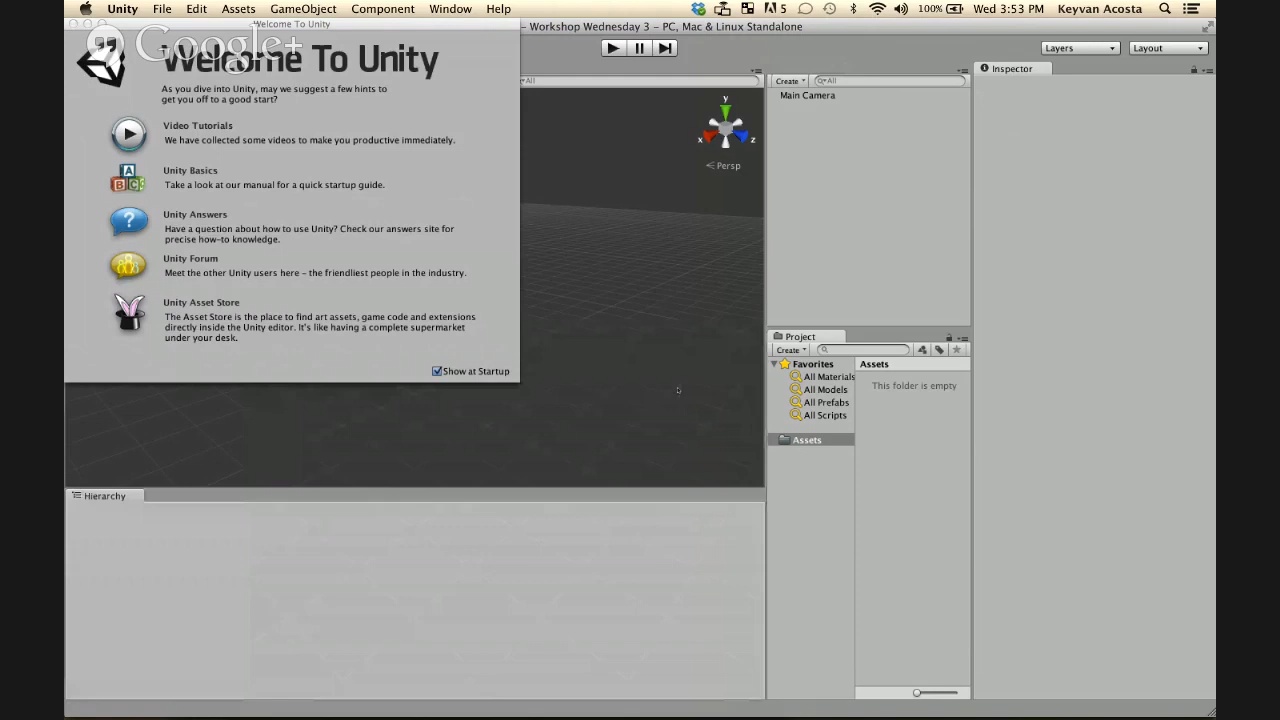 Unity File Edit Assets GameObject Component Window Help
5 100% Wed 3:53 PM Keyvan Acosta
Welcome To Unity
– Workshop Wednesday 3 – PC, Mac & Linux Standalone
Google+
Layers Layout
Welcome To Unity
As you dive into Unity, may we suggest a few hints to
get you off to a good start?
Video Tutorials
We have collected some videos to make you productive immediately.
Unity Basics
Take a look at our manual for a quick startup guide.
Unity Answers
Have a question about how to use Unity? Check our answers site for
precise how-to knowledge.
Unity Forum
Meet the other Unity users here – the friendliest people in the industry.
Unity Asset Store
The Asset Store is the place to find art assets, game code and extensions
directly inside the Unity editor. It's like having a complete supermarket
under your desk.
Show at Startup
All
y
x z
Persp
Create All
Main Camera
Inspector
Project
Create
Favorites
All Materials
All Models
All Prefabs
All Scripts
Assets
Assets
This folder is empty
Hierarchy